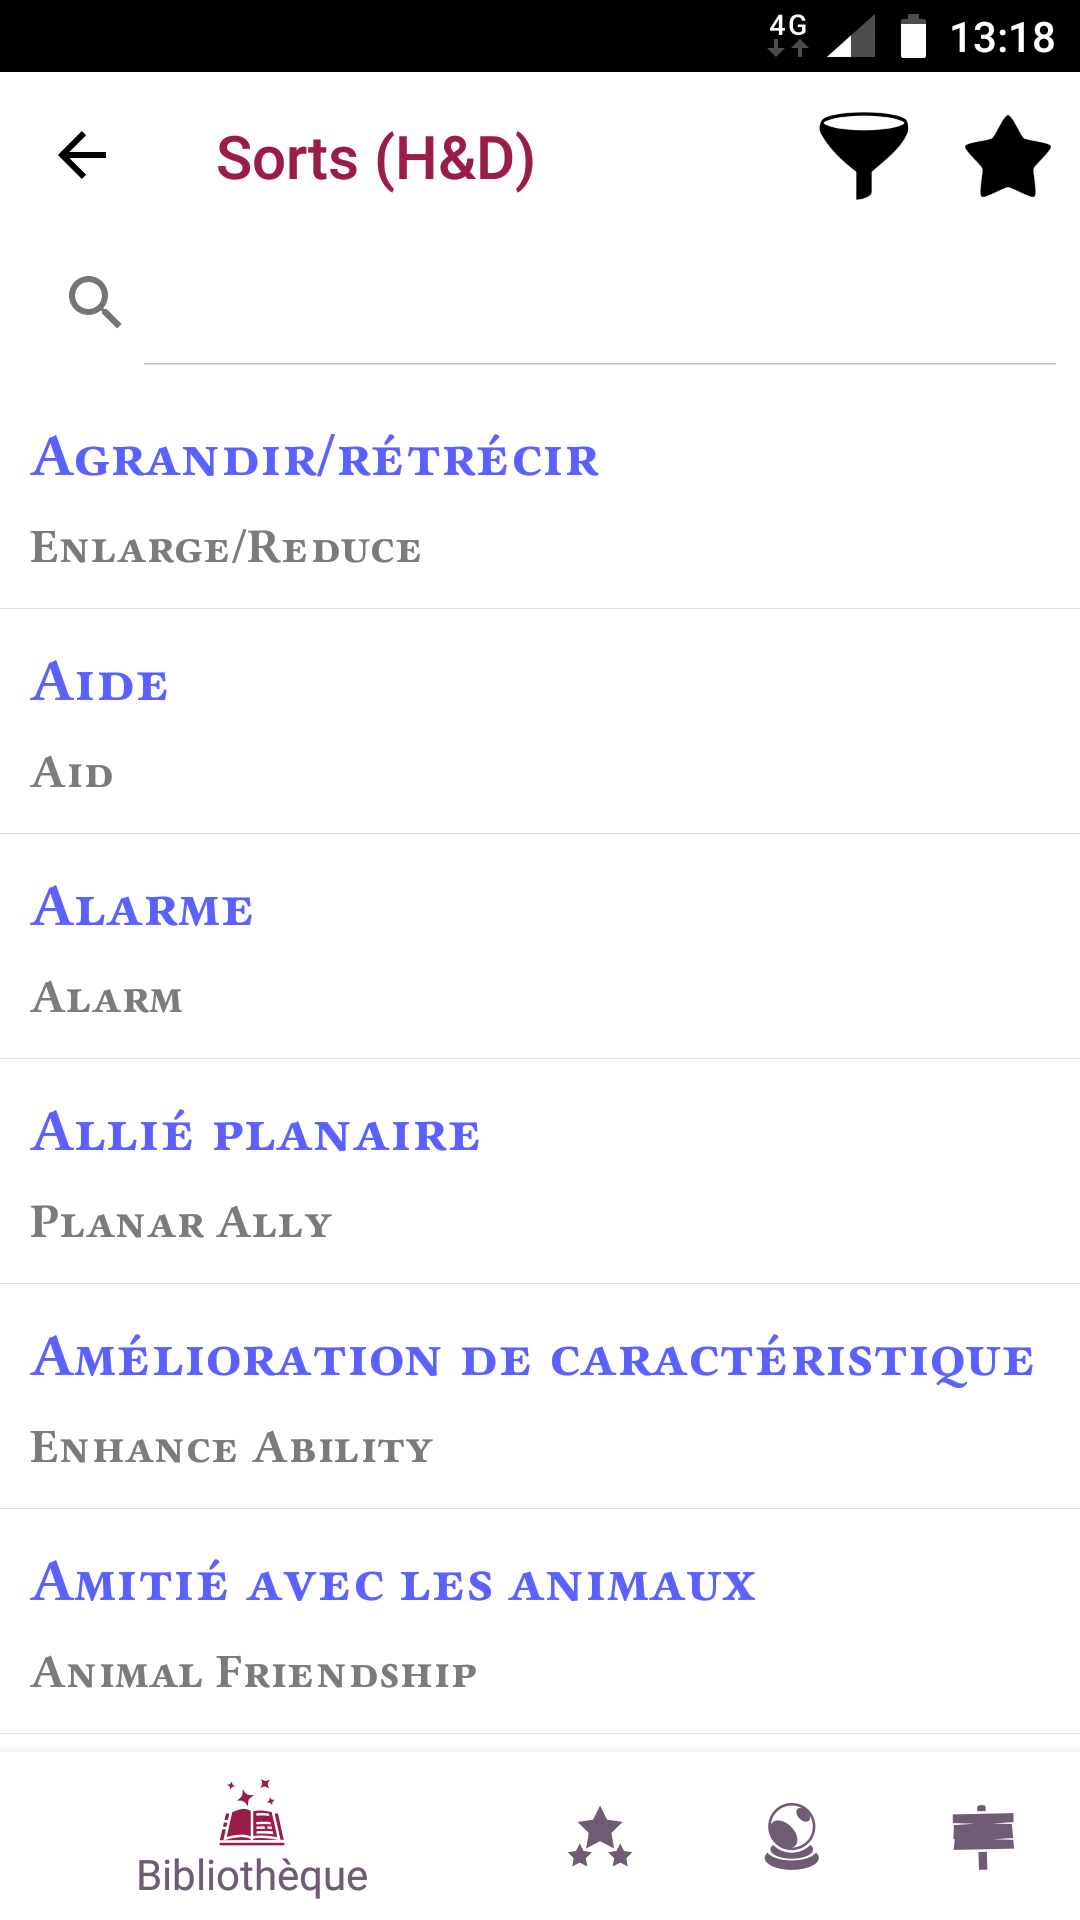 4G 13:18
Sorts (H&D)
Agrandir/rétrécir
Enlarge/Reduce
Aide
Aid
Alarme
Alarm
Allié planaire
Planar Ally
Amélioration de caractéristique
Enhance Ability
Amitié avec les animaux
Animal Friendship
Bibliothèque